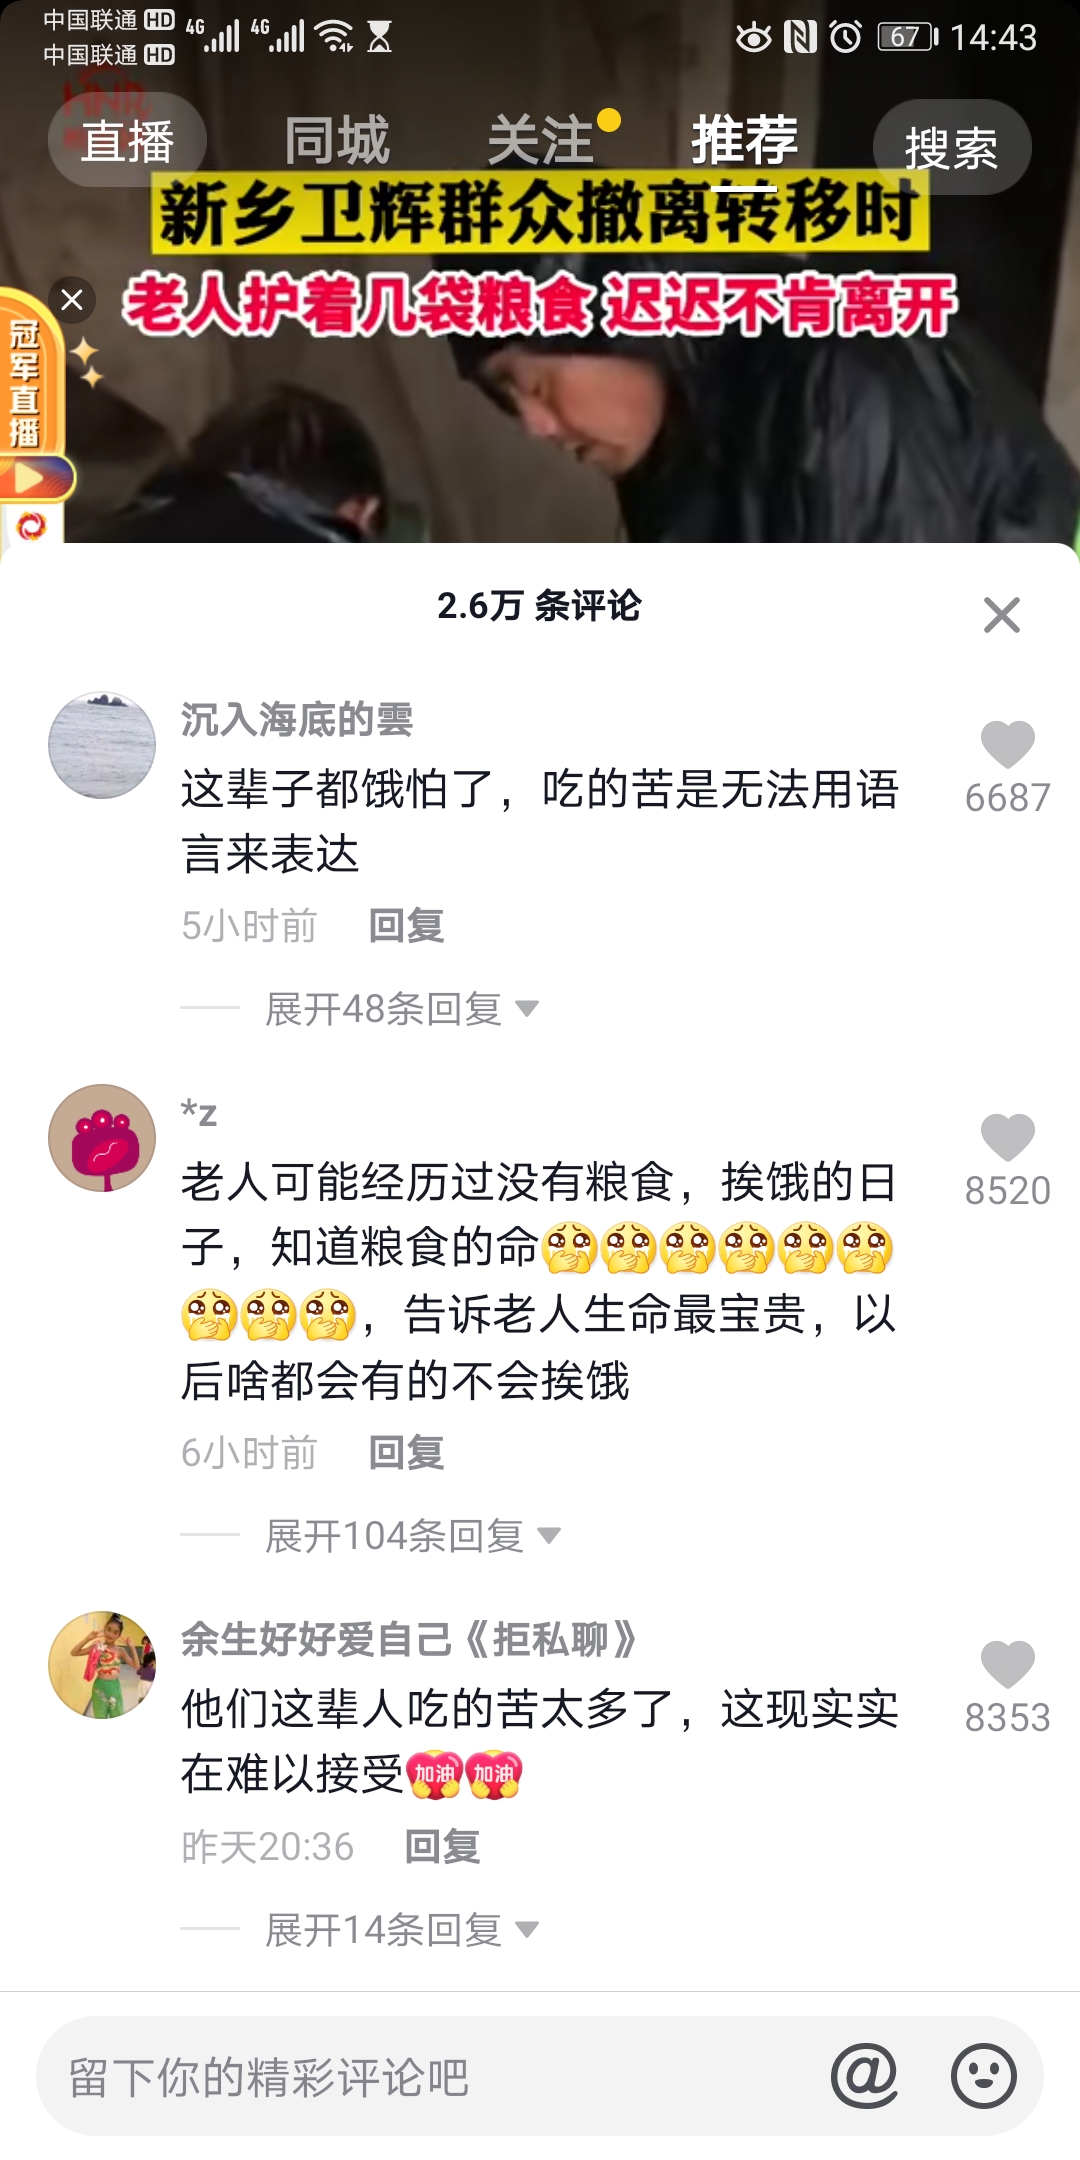 中国联通 HD 4G 4G 67 14:43
中国联通 HD
直播 同城 关注 推荐 搜索
新乡卫辉群众撤离转移时
老人护着几袋粮食 迟迟不肯离开
冠军直播
2.6万 条评论
沉入海底的雲
这辈子都饿怕了，吃的苦是无法用语
言来表达
6687
5小时前 回复
展开48条回复
*z
老人可能经历过没有粮食，挨饿的日
子，知道粮食的命🥺🥺🥺🥺🥺🥺
🥺🥺🥺，告诉老人生命最宝贵，以
后啥都会有的不会挨饿
8520
6小时前 回复
展开104条回复
余生好好爱自己《拒私聊》
他们这辈人吃的苦太多了，这现实实
在难以接受加油加油
8353
昨天20:36 回复
展开14条回复
留下你的精彩评论吧 @